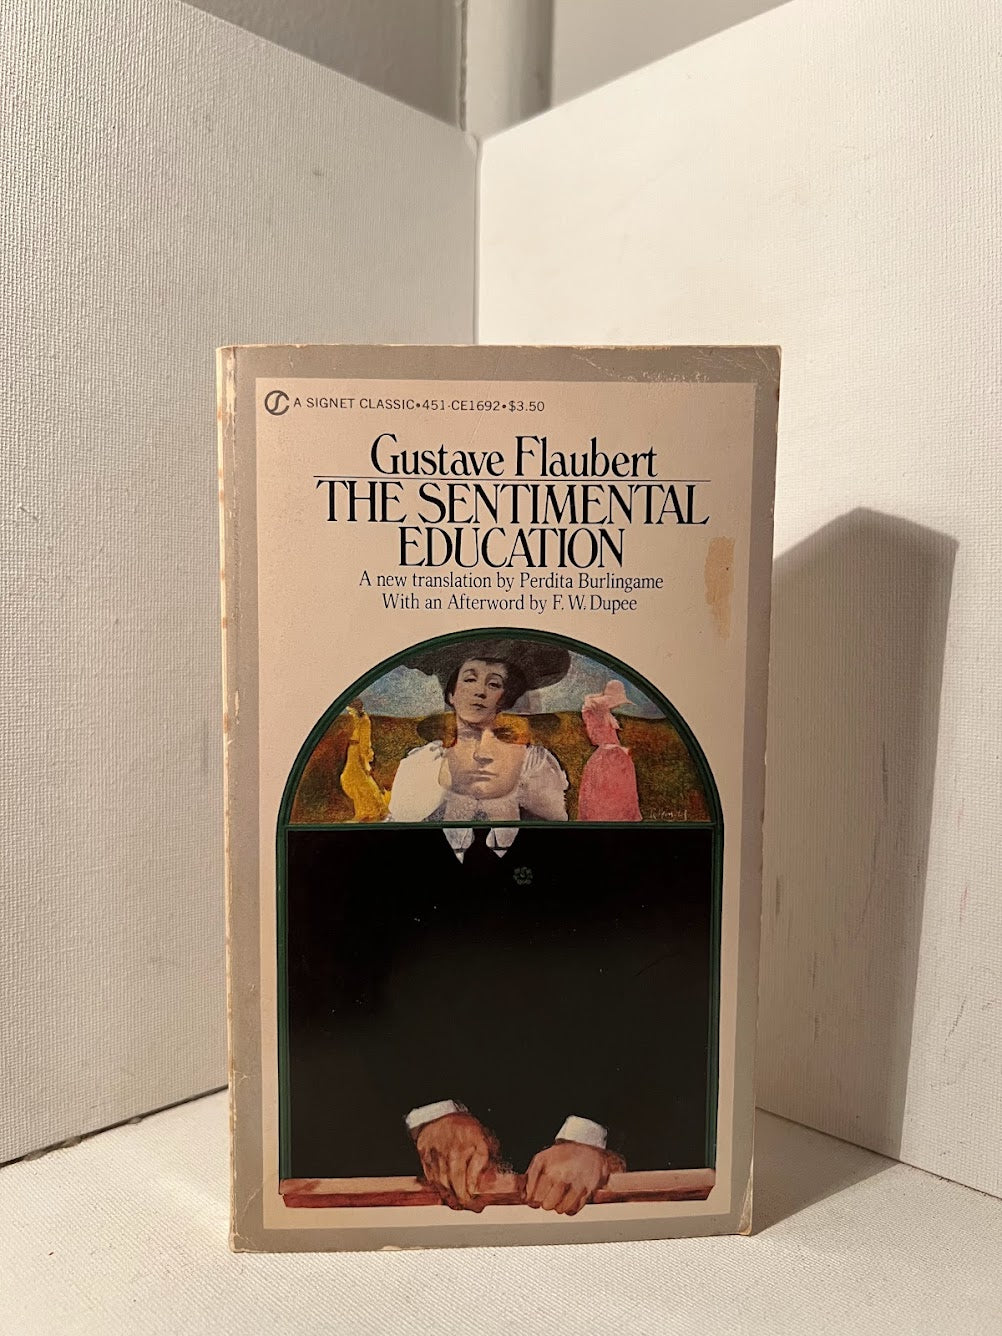 A SIGNET CLASSIC•451-CE1692•$3.50
Gustave Flaubert
THE SENTIMENTAL
EDUCATION
A new translation by Perdita Burlingame
With an Afterword by F. W. Dupee